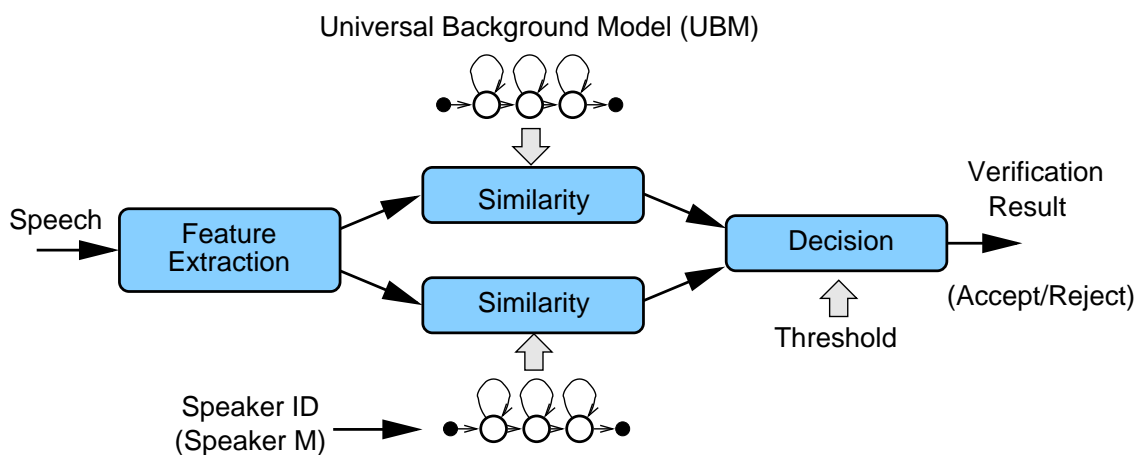 Universal Background Model (UBM)
Similarity
Speech
Feature
Extraction
Similarity
Decision
Verification
Result
(Accept/Reject)
Threshold
Speaker ID
(Speaker M)